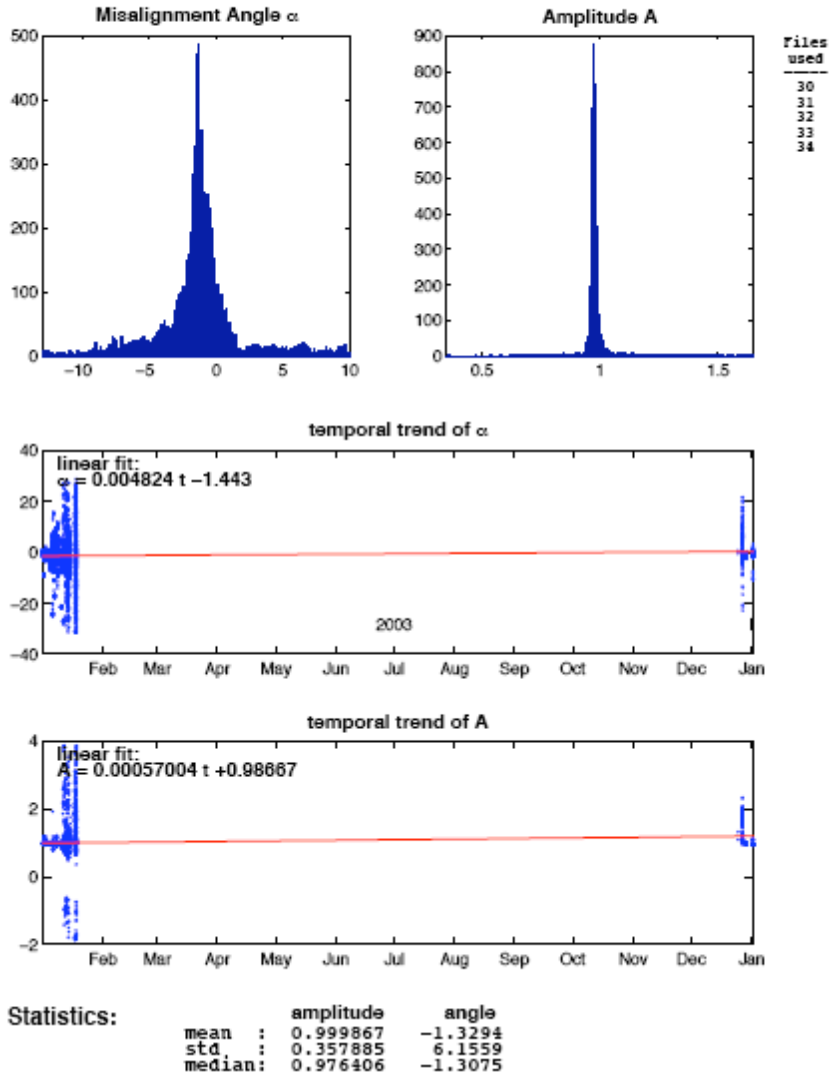 Misalignment Angle α
500
400
300
200
100
0
−10 −5 0 5 10
Amplitude A
900
800
700
600
500
400
300
200
100
0
0.5 1 1.5
Files
used
-----
30
31
32
33
34
temporal trend of α
40
20
0
−20
−40
linear fit:
α = 0.004824 t −1.443
2003
Feb Mar Apr May Jun Jul Aug Sep Oct Nov Dec Jan
temporal trend of A
4
2
0
−2
linear fit:
A = 0.00057004 t +0.98667
Feb Mar Apr May Jun Jul Aug Sep Oct Nov Dec Jan
Statistics:
amplitude angle
mean : 0.999867 −1.3294
std : 0.357885 6.1559
median: 0.976406 −1.3075